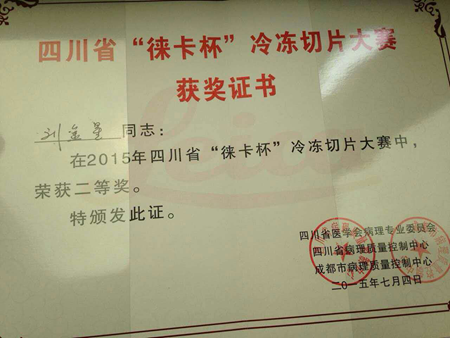 四川省“徕卡杯”冷冻切片大赛
获奖证书
刘金星 同志：
在2015年四川省“徕卡杯”冷冻切片大赛中，
荣获二等奖。
特颁发此证。
四川省医学会病理专业委员会
四川省病理质量控制中心
成都市病理质量控制中心
二〇一五年七月四日
Leica